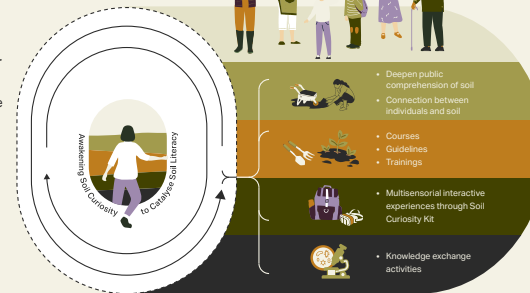 Awakening Soil Curiosity
to Catalyse Soil Literacy
Deepen public
comprehension of soil
Connection between
individuals and soil
Courses
Guidelines
Trainings
Multisensorial interactive
experiences through Soil
Curiosity Kit
Knowledge exchange
activities